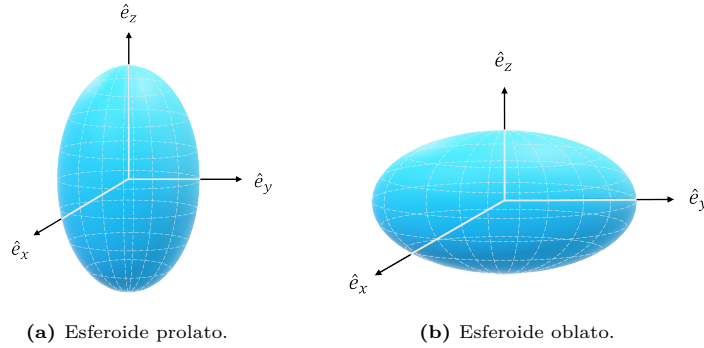 ê_z
ê_y
ê_x
(a) Esferoide prolato.
ê_z
ê_y
ê_x
(b) Esferoide oblato.